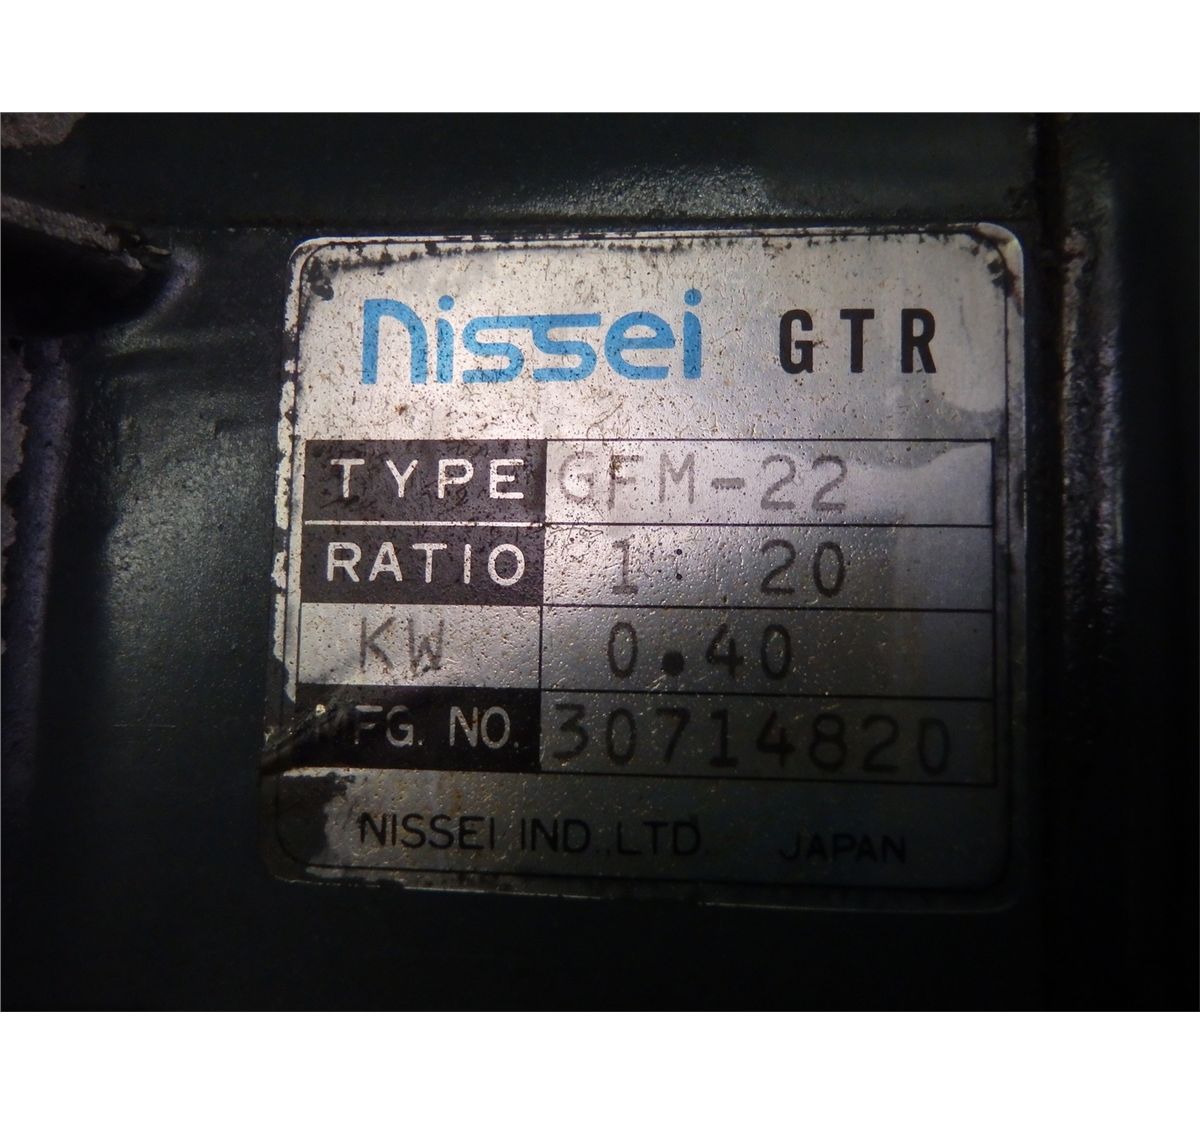 nissei GTR
TYPE GFM-22
RATIO 1: 20
KW 0.40
MFG. NO. 30714820
NISSEI IND., LTD. JAPAN